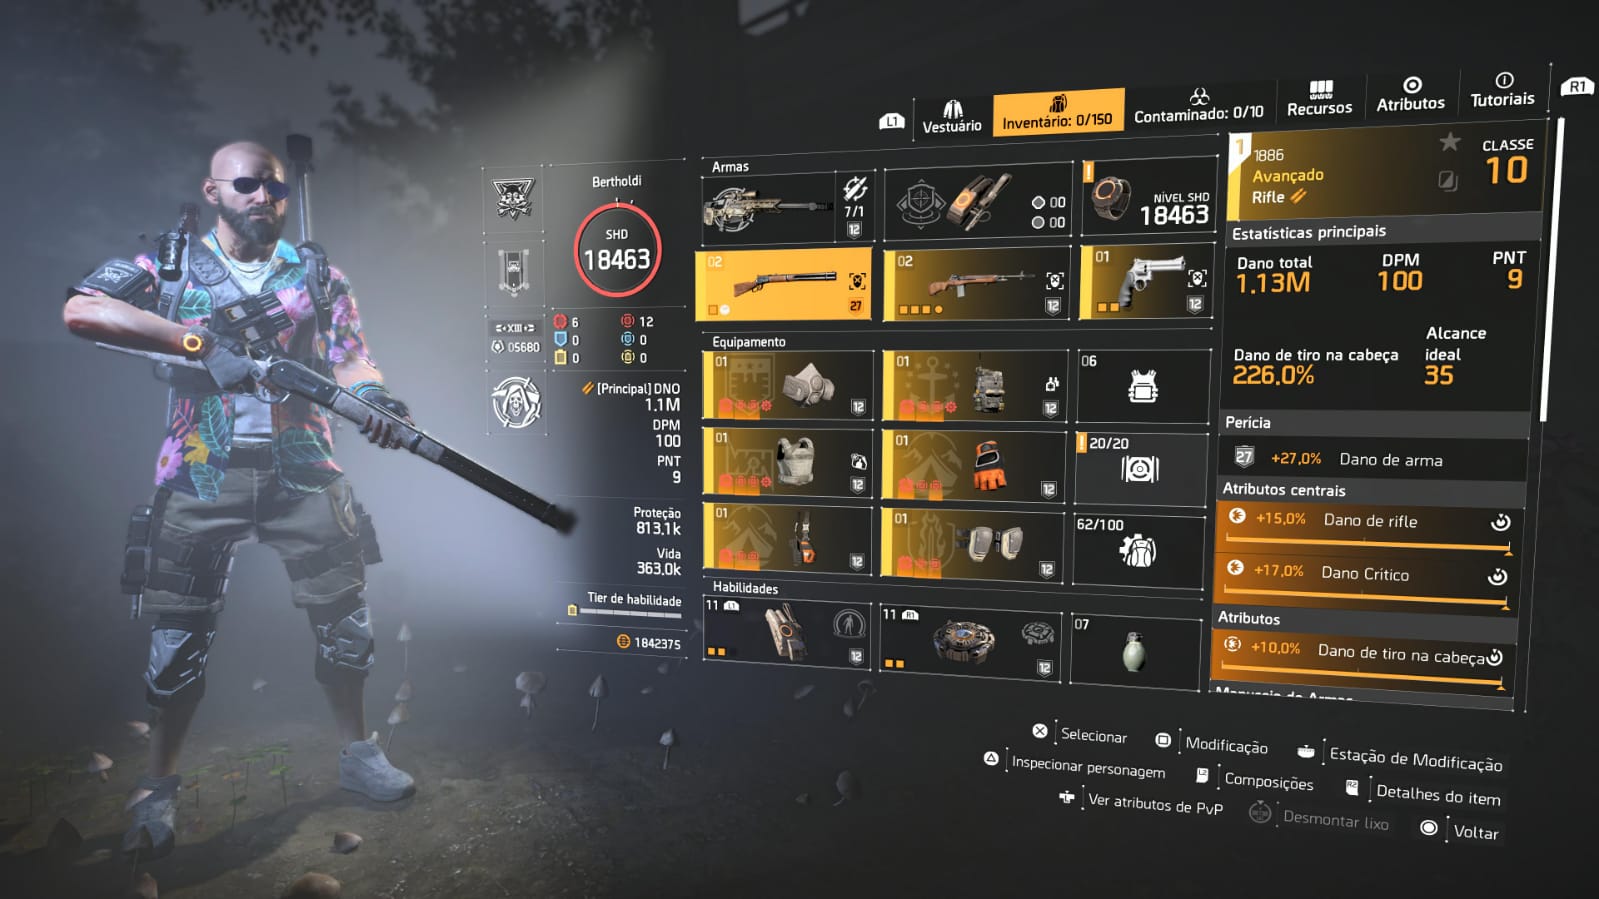 L1
Vestuário
Inventário: 0/150
Contaminado: 0/10
Recursos
Atributos
Tutoriais
R1
Bertholdi
SHD
18463
XIII
05680
6
12
0
0
0
0
[Principal] DNO
1.1M
DPM
100
PNT
9
Proteção
813,1k
Vida
363,0k
Tier de habilidade
1842375
Armas
7/1
12
00
00
NÍVEL SHD
18463
02
27
02
12
01
12
Equipamento
01
12
01
12
06
01
12
01
12
20/20
01
12
01
12
62/100
Habilidades
11 L1
12
11 R1
12
07
1
1886
Avançado
Rifle
CLASSE
10
Estatísticas principais
Dano total
1.13M
DPM
100
PNT
9
Dano de tiro na cabeça
226.0%
Alcance
ideal
35
Perícia
27 +27,0% Dano de arma
Atributos centrais
+15,0% Dano de rifle
+17,0% Dano Crítico
Atributos
+10,0% Dano de tiro na cabeça
Selecionar
Modificação
Estação de Modificação
Inspecionar personagem
L2 Composições
R2 Detalhes do item
Ver atributos de PvP
Desmontar lixo
Voltar